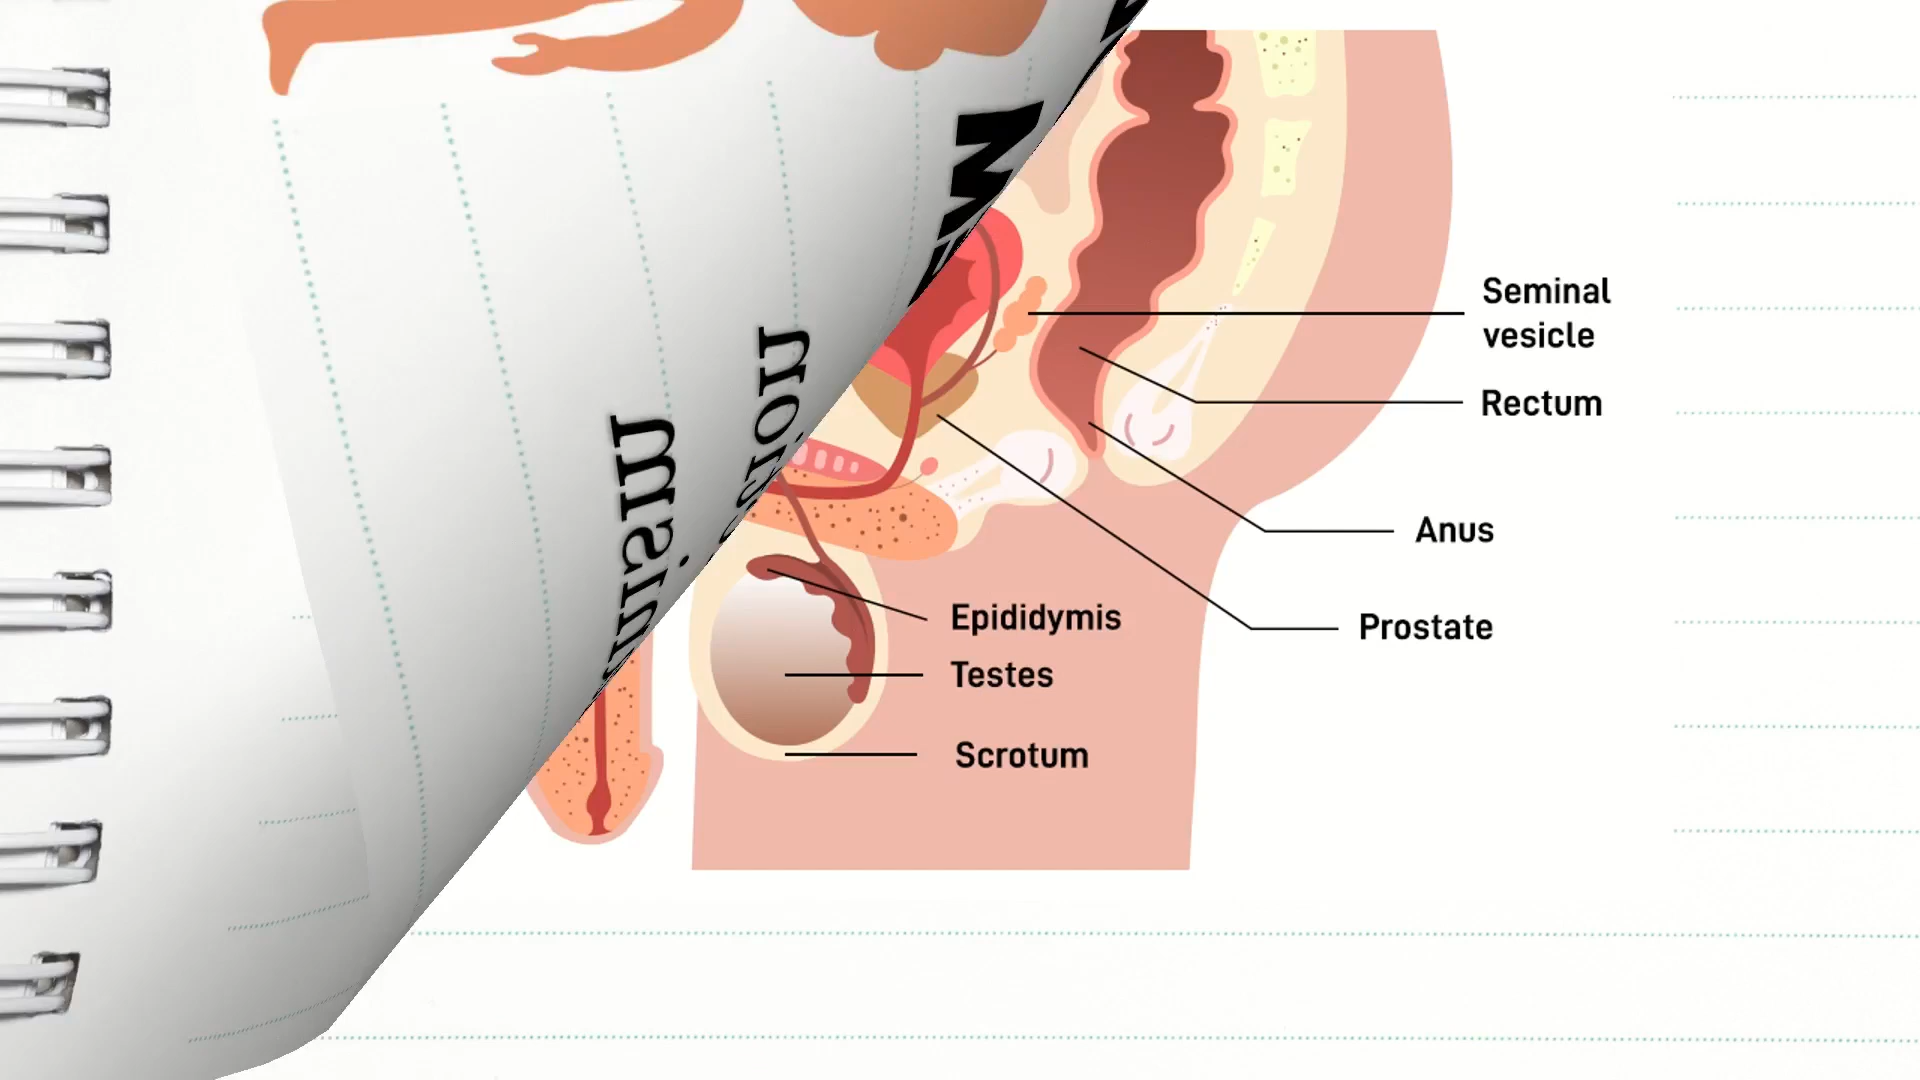 Seminal
vesicle
Rectum
Anus
Prostate
Epididymis
Testes
Scrotum